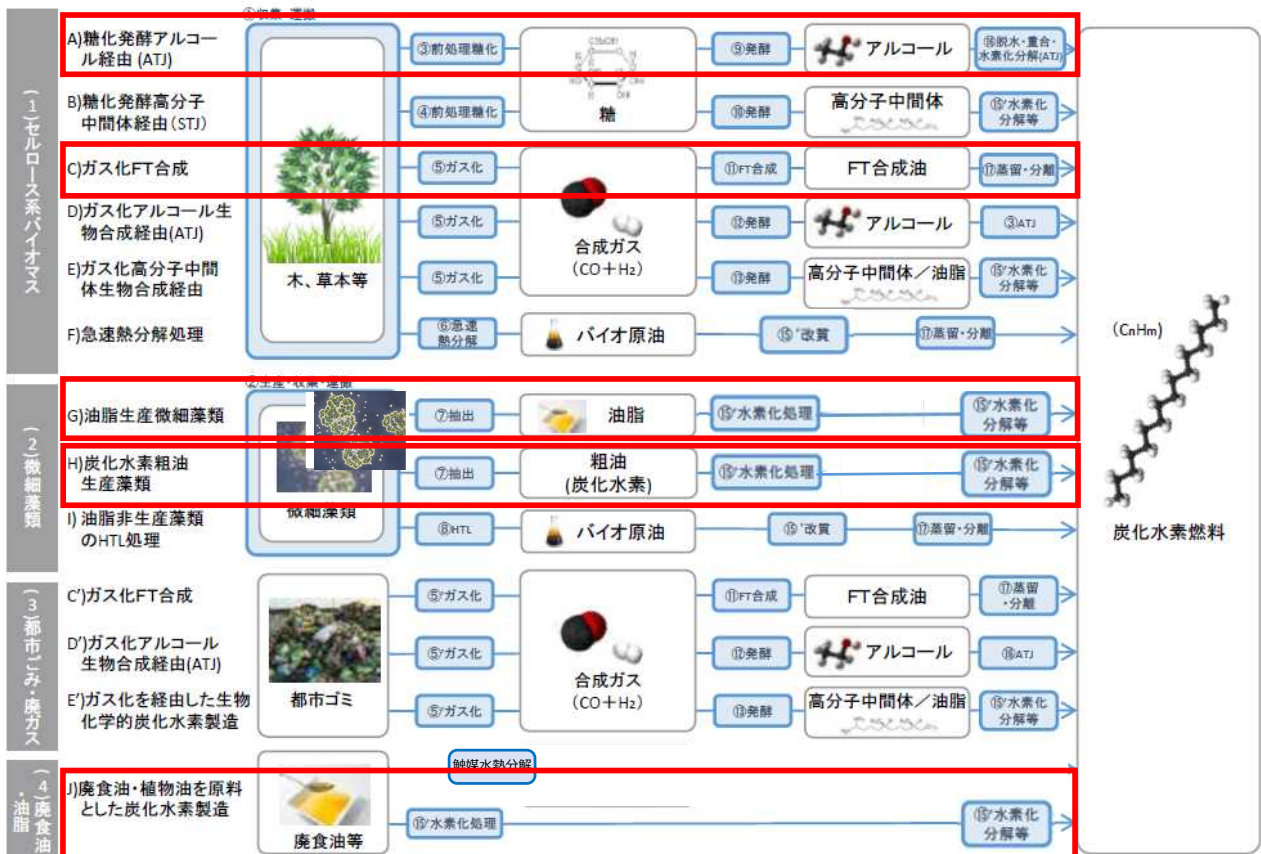 ①収集・運搬
(1)セルロース系バイオマス
A)糖化発酵アルコー
ル経由 (ATJ)
③前処理糖化
⑨発酵
アルコール
⑯脱水・重合・
水素化分解(ATJ)
B)糖化発酵高分子
中間体経由(STJ)
④前処理糖化
糖
⑩発酵
高分子中間体
⑮'水素化
分解等
C)ガス化FT合成
⑤ガス化
⑪FT合成
FT合成油
⑰蒸留・分離
D)ガス化アルコール生
物合成経由(ATJ)
⑤ガス化
合成ガス
(CO+H₂)
⑫発酵
アルコール
③ATJ
E)ガス化高分子中間
体生物合成経由
木、草本等
⑤ガス化
⑬発酵
高分子中間体/油脂
⑮'水素化
分解等
F)急速熱分解処理
⑥急速
熱分解
バイオ原油
⑮"改質
⑰蒸留・分離
(CnHm)
炭化水素燃料
②生産・収集・運搬
(2)微細藻類
G)油脂生産微細藻類
⑦抽出
油脂
⑮'水素化処理
⑮'水素化
分解等
H)炭化水素粗油
生産藻類
⑦抽出
粗油
(炭化水素)
⑮'水素化処理
⑮'水素化
分解等
I) 油脂非生産藻類
のHTL処理
微細藻類
⑧HTL
バイオ原油
⑮"改質
⑰蒸留・分離
(3)都市ごみ・廃ガス
C')ガス化FT合成
⑤'ガス化
⑪FT合成
FT合成油
⑰蒸留
・分離
D')ガス化アルコール
生物合成経由(ATJ)
⑤'ガス化
合成ガス
(CO+H₂)
⑫発酵
アルコール
⑯ATJ
E')ガス化を経由した生物
化学的炭化水素製造
都市ゴミ
⑤'ガス化
⑬発酵
高分子中間体/油脂
⑮'水素化
分解等
(4)廃食油
・油脂
J)廃食油・植物油を原料
とした炭化水素製造
廃食油等
触媒水熱分解
⑮'水素化処理
⑮'水素化
分解等